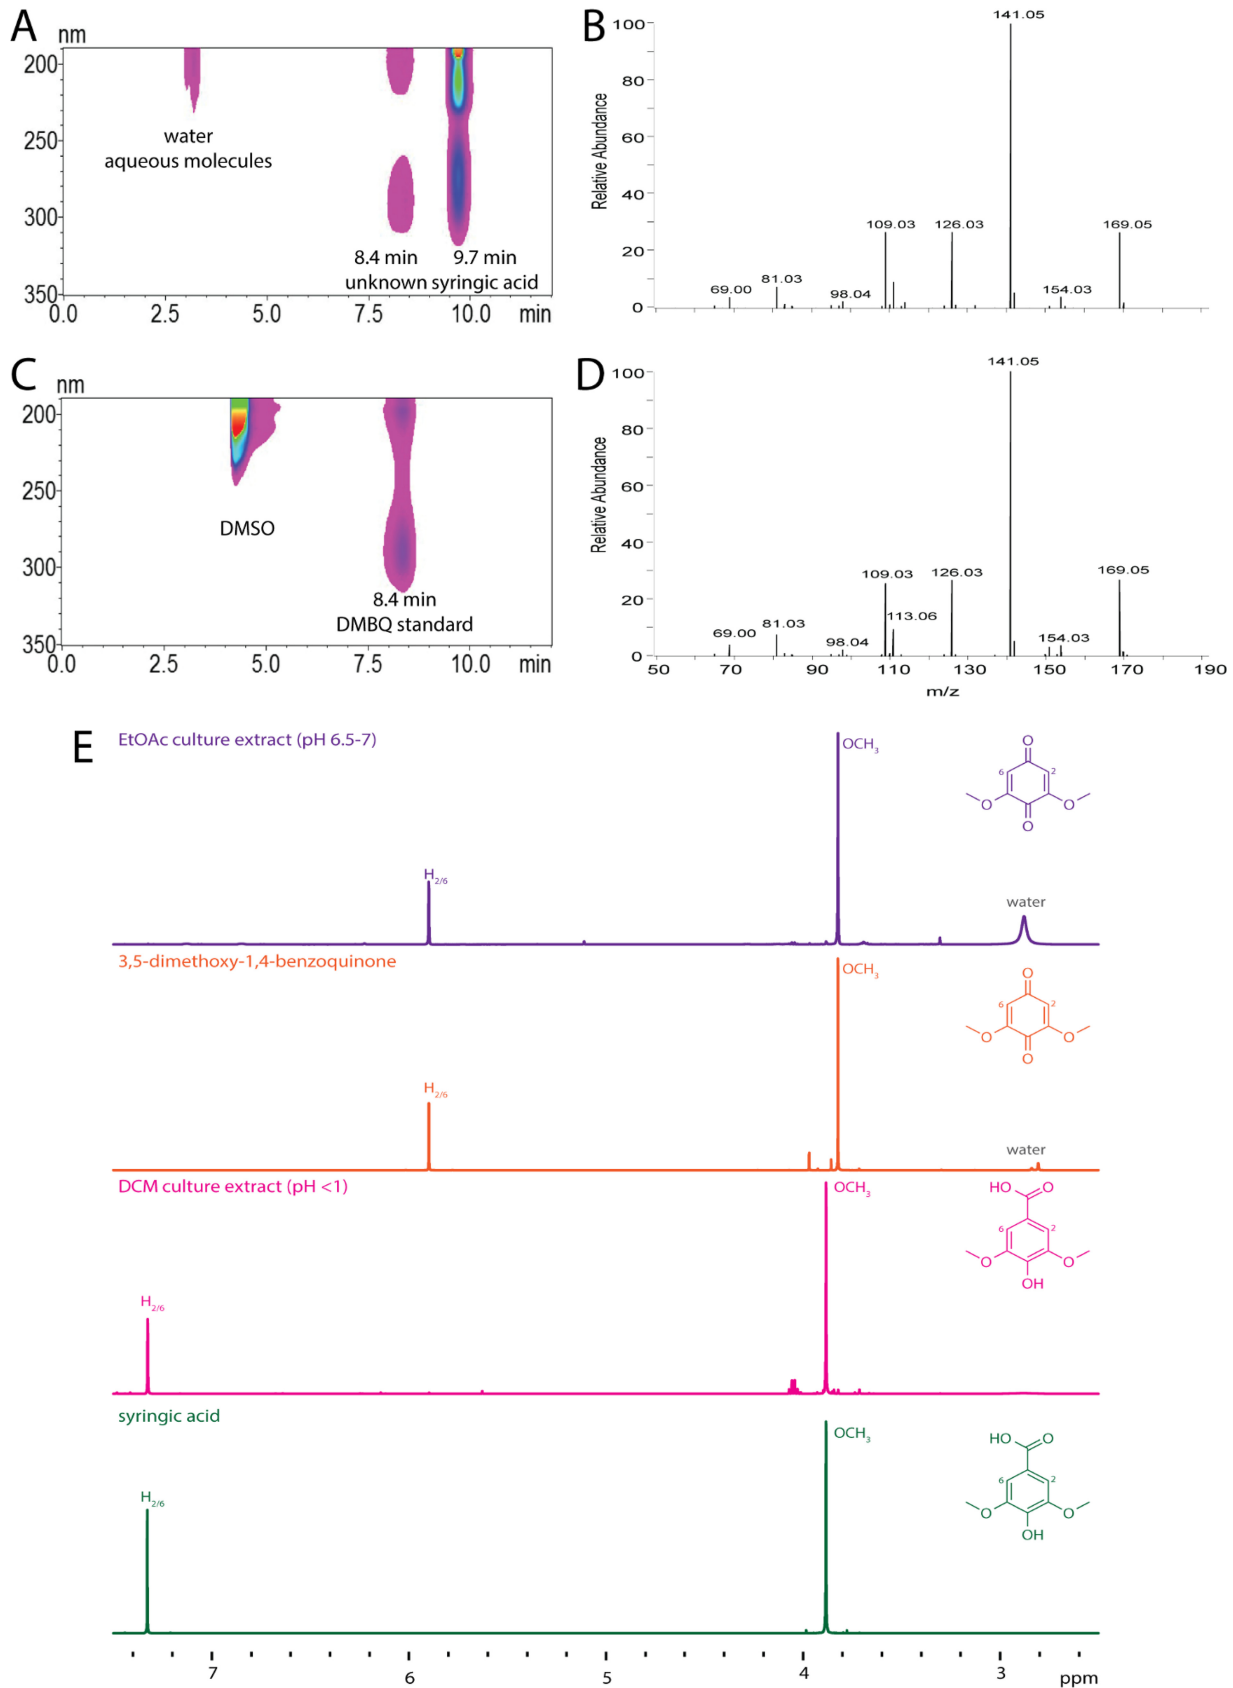 A
nm
200
250
300
350
water
aqueous molecules
8.4 min 9.7 min
unknown syringic acid
0.0 2.5 5.0 7.5 10.0 min
B
Relative Abundance
100
80
60
40
20
0
141.05
109.03 126.03 169.05
81.03
69.00 98.04 154.03
C
nm
200
250
300
350
DMSO
8.4 min
DMBQ standard
0.0 2.5 5.0 7.5 10.0 min
D
Relative Abundance
100
80
60
40
20
0
141.05
109.03 126.03 169.05
113.06
81.03
69.00 98.04 154.03
50 70 90 110 130 150 170 190
m/z
E
EtOAc culture extract (pH 6.5-7)
OCH3
H2/6
water
O
6 2
O O
O
3,5-dimethoxy-1,4-benzoquinone
OCH3
H2/6
water
O
6 2
O O
O
DCM culture extract (pH <1)
OCH3
H2/6
HO O
6 2
O O
OH
syringic acid
OCH3
H2/6
HO O
6 2
O O
OH
7 6 5 4 3 ppm